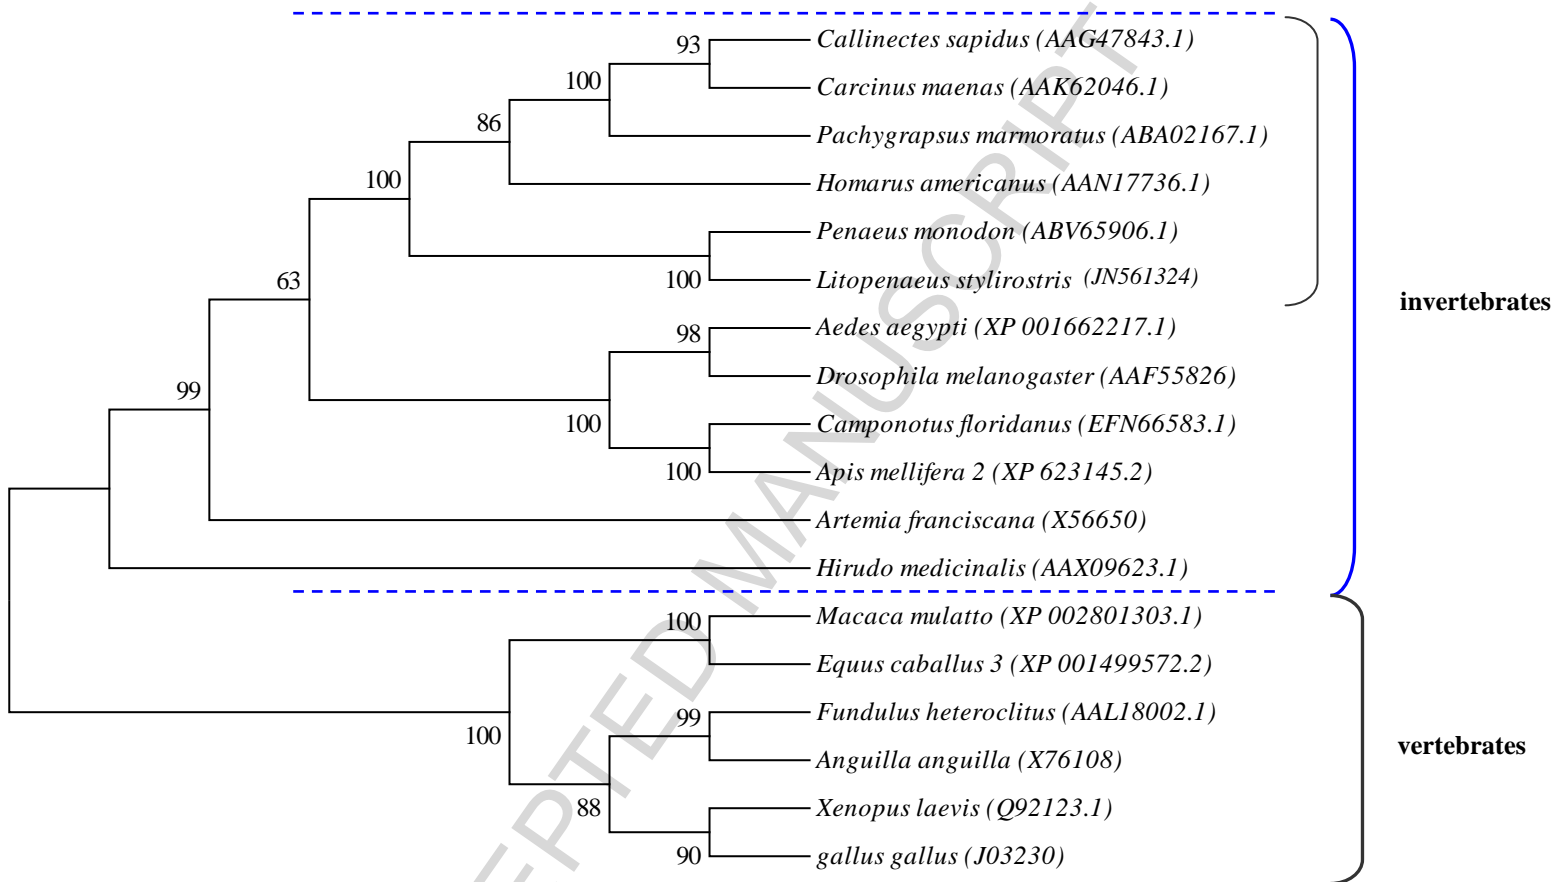 93
Callinectes sapidus (AAG47843.1)
100
Carcinus maenas (AAK62046.1)
86
Pachygrapsus marmoratus (ABA02167.1)
100
Homarus americanus (AAN17736.1)
Penaeus monodon (ABV65906.1)
63
100
Litopenaeus stylirostris (JN561324)
invertebrates
98
Aedes aegypti (XP 001662217.1)
99
Drosophila melanogaster (AAF55826)
100
Camponotus floridanus (EFN66583.1)
100
Apis mellifera 2 (XP 623145.2)
Artemia franciscana (X56650)
Hirudo medicinalis (AAX09623.1)
100
Macaca mulatto (XP 002801303.1)
Equus caballus 3 (XP 001499572.2)
99
Fundulus heteroclitus (AAL18002.1)
100
vertebrates
Anguilla anguilla (X76108)
88
Xenopus laevis (Q92123.1)
90
gallus gallus (J03230)
EPTED MANUSCRIPT